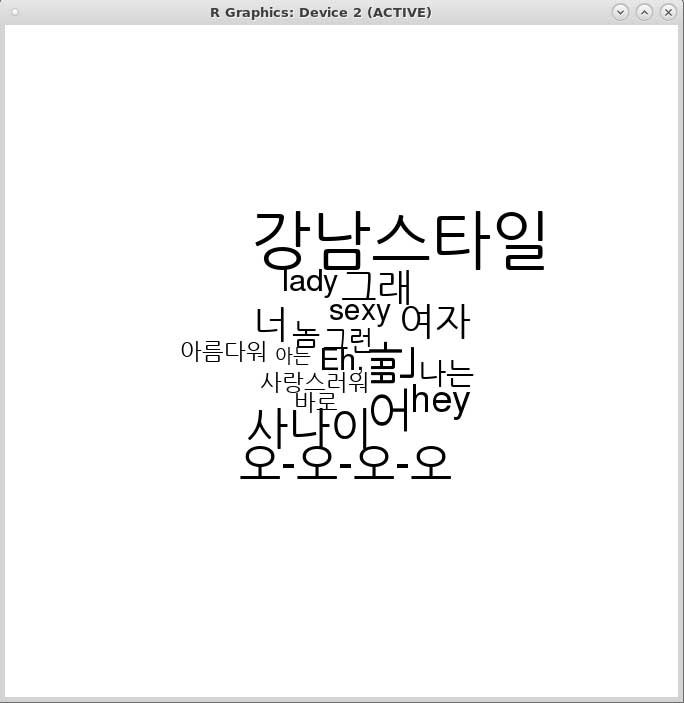 R Graphics: Device 2 (ACTIVE)
강남스타일
lady 그래
sexy 여자
너 놈 그런
아름다워 아는 Eh,
나는
사랑스러워
바로 어 hey
사나이
오-오-오-오